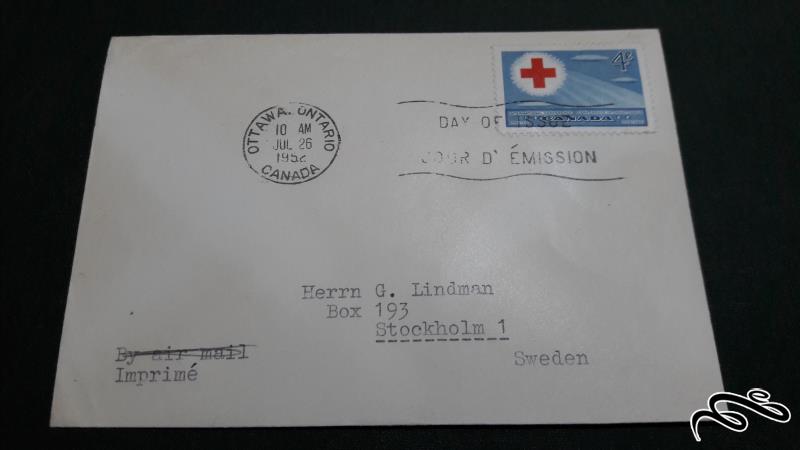 4¢
CANADA
OTTAWA. ONTARIO
10 AM
JUL 26
1952
CANADA
DAY OF ISSUE
JOUR D' ÉMISSION
Herrn G. Lindman
Box 193
Stockholm 1
Sweden
By air mail
Imprimé